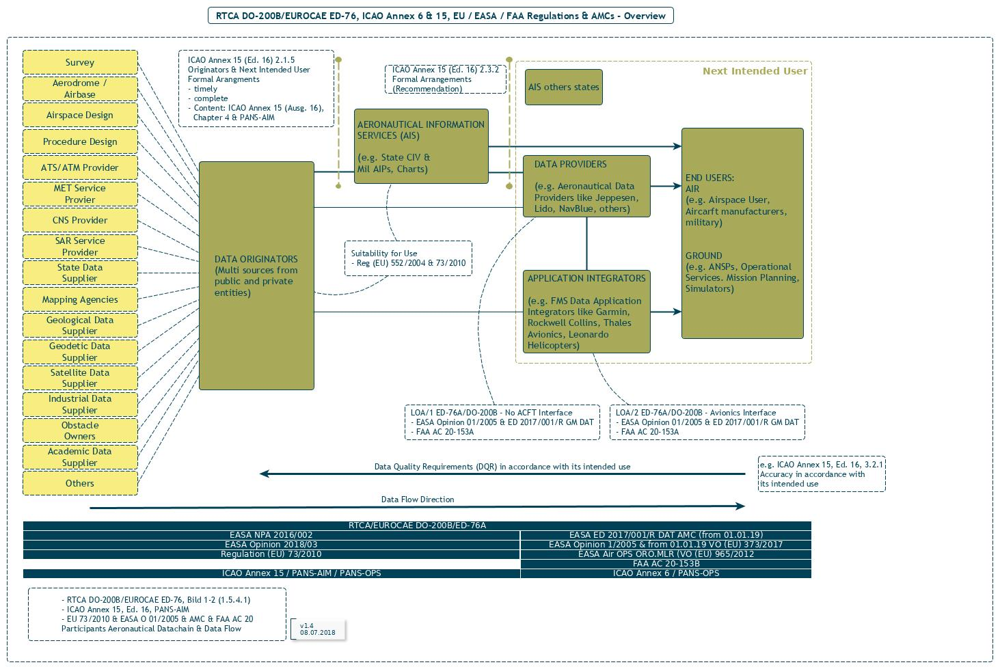 RTCA DO-200B/EUROCAE ED-76, ICAO Annex 6 & 15, EU / EASA / FAA Regulations & AMCs - Overview
Survey
Aerodrome /
Airbase
Airspace Design
Procedure Design
ATS/ATM Provider
MET Service
Provier
CNS Provider
SAR Service
Provider
State Data
Supplier
Mapping Agencies
Geological Data
Supplier
Geodetic Data
Supplier
Satellite Data
Supplier
Industrial Data
Supplier
Obstacle
Owners
Academic Data
Supplier
Others
ICAO Annex 15 (Ed. 16) 2.1.5
Originators & Next Intended User
Formal Arangments
- timely
- complete
- Content: ICAO Annex 15 (Ausg. 16),
Chapter 4 & PANS-AIM
DATA ORIGINATORS
(Multi sources from
public and private
entities)
AERONAUTICAL INFORMATION
SERVICES (AIS)
(e.g. State CIV &
Mil AIPs, Charts)
ICAO Annex 15 (Ed. 16) 2.3.2
Formal Arrangements
(Recommendation)
Suitability for Use
- Reg (EU) 552/2004 & 73/2010
Next Intended User
AIS others states
DATA PROVIDERS
(e.g. Aeronautical Data
Providers like Jeppesen,
Lido, NavBlue, others)
APPLICATION INTEGRATORS
(e.g. FMS Data Application
Integrators like Garmin,
Rockwell Collins, Thales
Avionics, Leonardo
Helicopters)
END USERS:
AIR
(e.g. Airspace User,
Aircarft manufacturers,
military)
GROUND
(e.g. ANSPs, Operational
Services. Mission Planning,
Simulators)
LOA/1 ED-76A/DO-200B - No ACFT Interface
- EASA Opinion 01/2005 & ED 2017/001/R GM DAT
- FAA AC 20-153A
LOA/2 ED-76A/DO-200B - Avionics Interface
- EASA Opinion 01/2005 & ED 2017/001/R GM DAT
- FAA AC 20-153A
Data Quality Requirements (DQR) in accordance with its intended use
e.g. ICAO Annex 15, Ed. 16, 3.2.1
Accuracy in accordance with
its intended use
Data Flow Direction
RTCA/EUROCAE DO-200B/ED-76A
EASA NPA 2016/002
EASA ED 2017/001/R DAT AMC (from 01.01.19)
EASA Opinion 2018/03
EASA Opinion 1/2005 & from 01.01.19 VO (EU) 373/2017
Regulation (EU) 73/2010
EASA Air OPS ORO.MLR (VO (EU) 965/2012
FAA AC 20-153B
ICAO Annex 15 / PANS-AIM / PANS-OPS
ICAO Annex 6 / PANS-OPS
- RTCA DO-200B/EUROCAE ED-76, Bild 1-2 (1.5.4.1)
- ICAO Annex 15, Ed. 16, PANS-AIM
- EU 73/2010 & EASA O 01/2005 & AMC & FAA AC 20
Participants Aeronautical Datachain & Data Flow
v1.4
08.07.2018